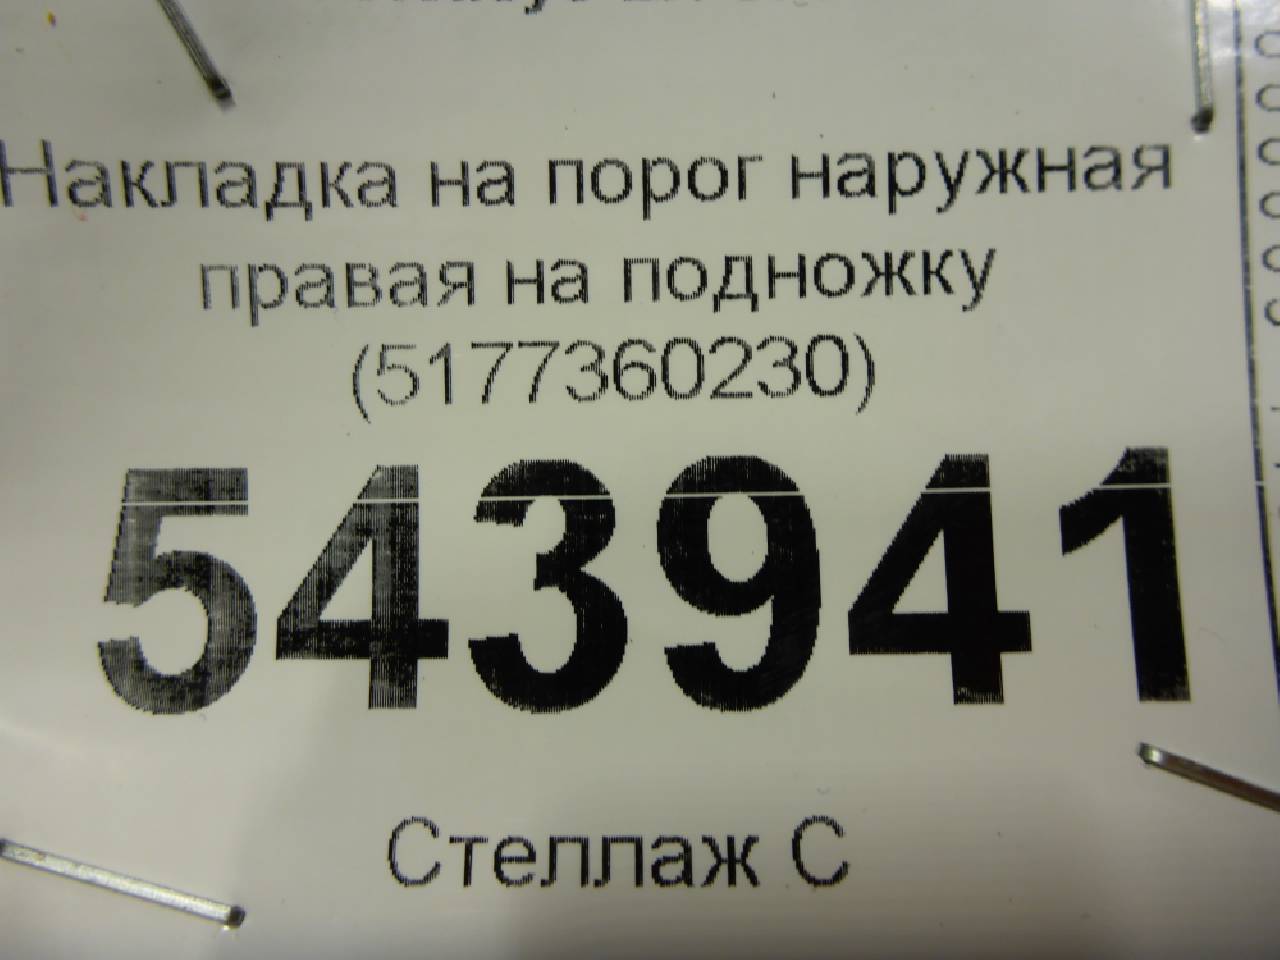 Накладка на порог наружная
правая на подножку
(5177360230)
543941
Стеллаж С